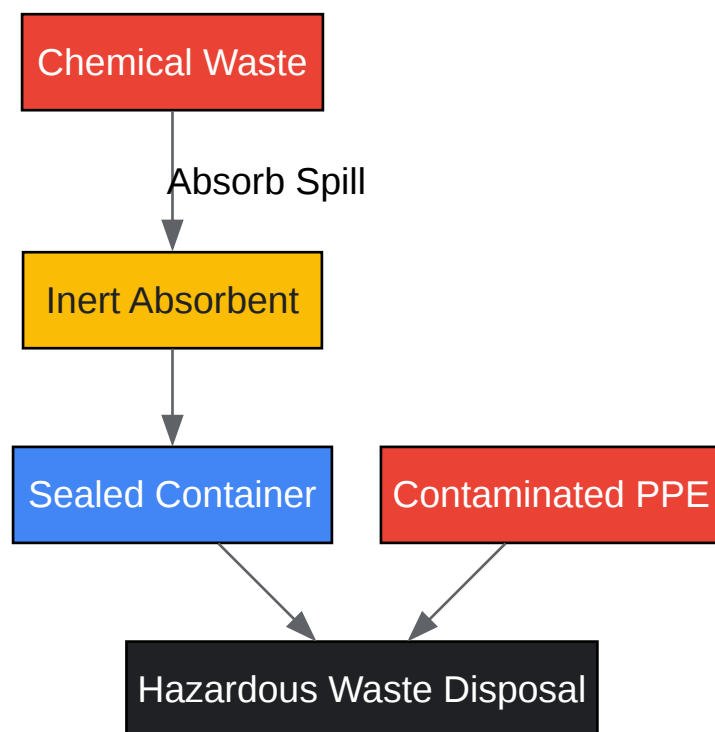 Chemical Waste
Absorb Spill
Inert Absorbent
Sealed Container
Contaminated PPE
Hazardous Waste Disposal